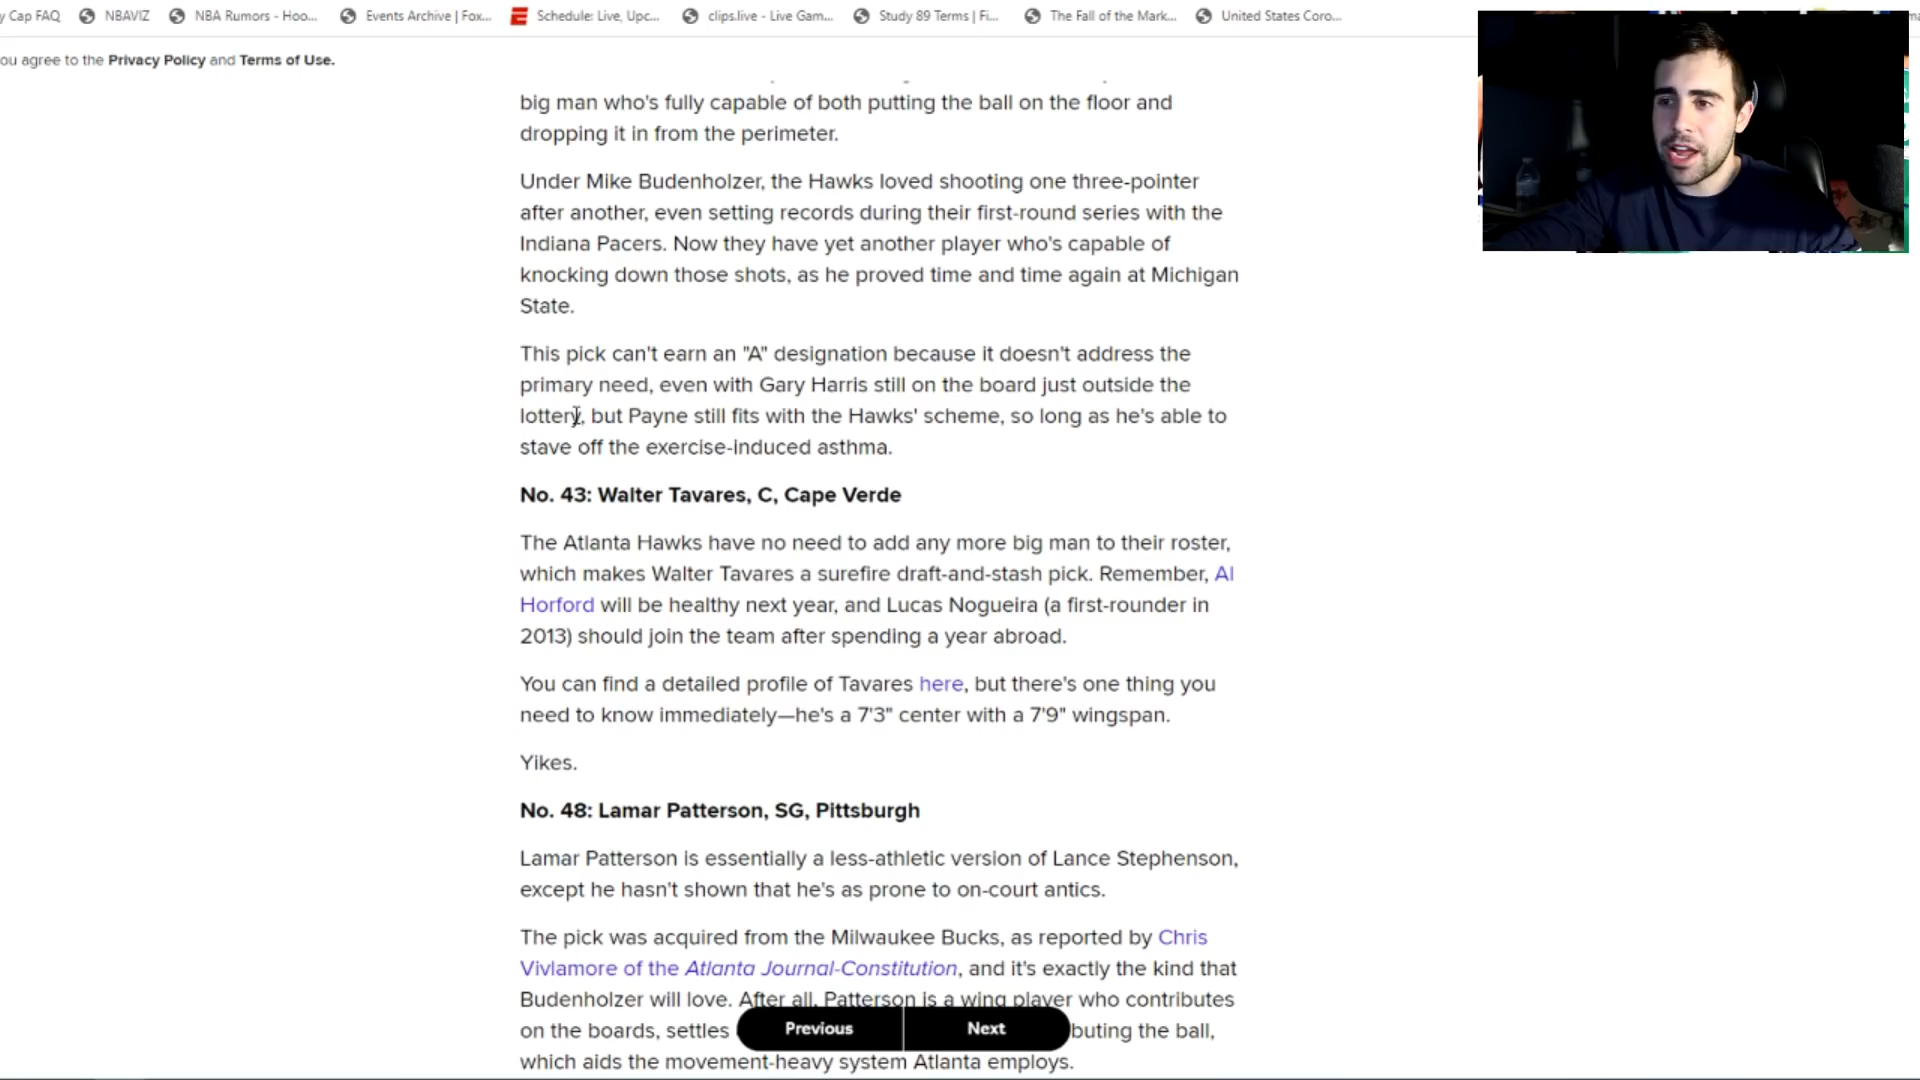 y Cap FAQ NBAVIZ NBA Rumors - Hoo... Events Archive | Fox... Schedule: Live, Upc... clips.live - Live Gam... Study 89 Terms | Fi... The Fall of the Mark... United States Coro...
ou agree to the Privacy Policy and Terms of Use.
big man who's fully capable of both putting the ball on the floor and
dropping it in from the perimeter.
Under Mike Budenholzer, the Hawks loved shooting one three-pointer
after another, even setting records during their first-round series with the
Indiana Pacers. Now they have yet another player who's capable of
knocking down those shots, as he proved time and time again at Michigan
State.
This pick can't earn an "A" designation because it doesn't address the
primary need, even with Gary Harris still on the board just outside the
lottery, but Payne still fits with the Hawks' scheme, so long as he's able to
stave off the exercise-induced asthma.
No. 43: Walter Tavares, C, Cape Verde
The Atlanta Hawks have no need to add any more big man to their roster,
which makes Walter Tavares a surefire draft-and-stash pick. Remember, Al
Horford will be healthy next year, and Lucas Nogueira (a first-rounder in
2013) should join the team after spending a year abroad.
You can find a detailed profile of Tavares here, but there's one thing you
need to know immediately—he's a 7'3" center with a 7'9" wingspan.
Yikes.
No. 48: Lamar Patterson, SG, Pittsburgh
Lamar Patterson is essentially a less-athletic version of Lance Stephenson,
except he hasn't shown that he's as prone to on-court antics.
The pick was acquired from the Milwaukee Bucks, as reported by Chris
Vivlamore of the Atlanta Journal-Constitution, and it's exactly the kind that
Budenholzer will love. After all, Patterson is a wing player who contributes
on the boards, settles buting the ball,
Previous Next
which aids the movement-heavy system Atlanta employs.